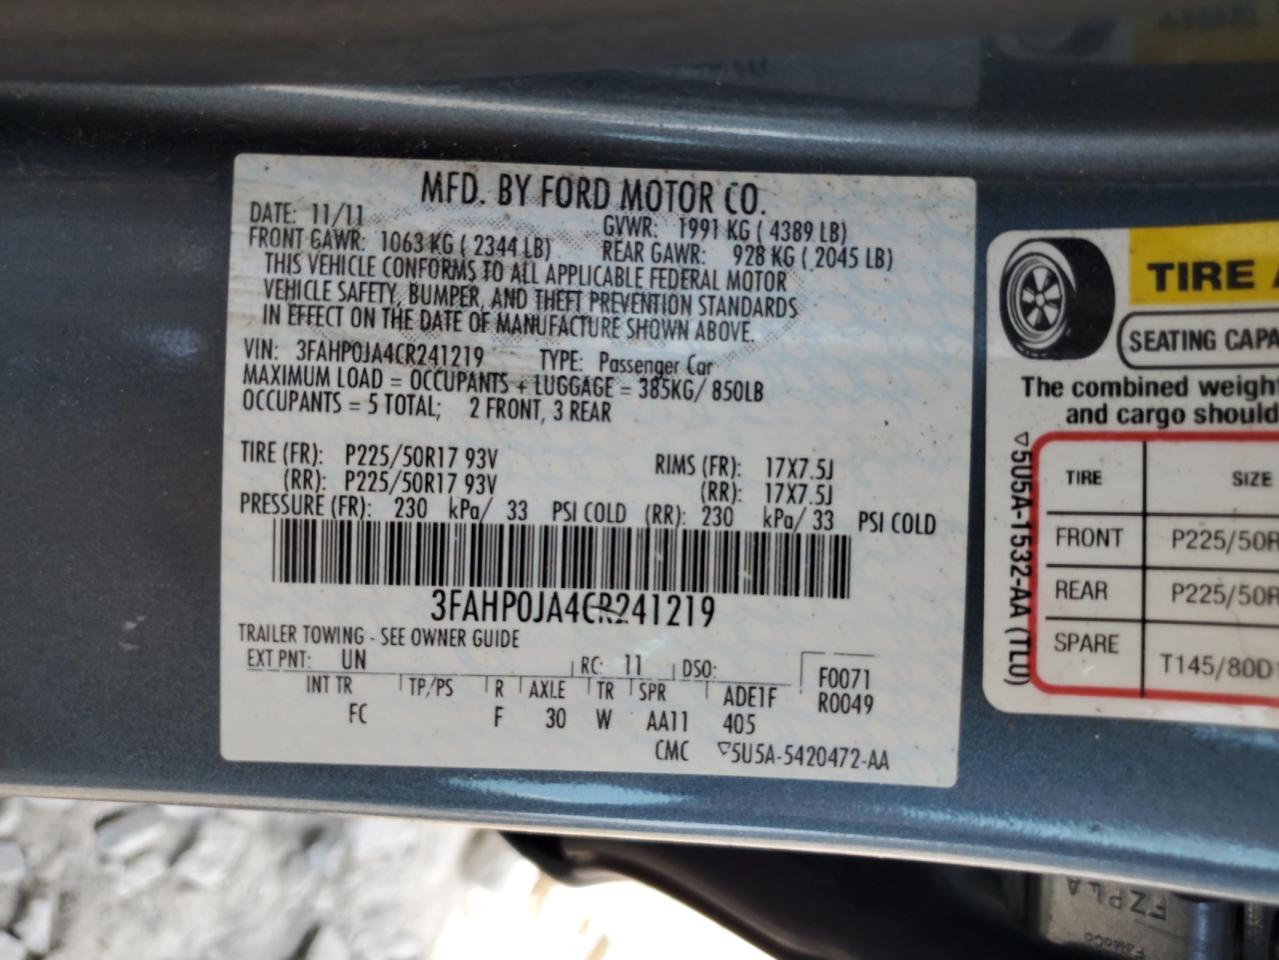 MFD. BY FORD MOTOR CO.
DATE: 11/11 GVWR: 1991 KG ( 4389 LB)
FRONT GAWR: 1063 KG ( 2344 LB) REAR GAWR: 928 KG ( 2045 LB)
THIS VEHICLE CONFORMS TO ALL APPLICABLE FEDERAL MOTOR
VEHICLE SAFETY, BUMPER, AND THEFT PREVENTION STANDARDS
IN EFFECT ON THE DATE OF MANUFACTURE SHOWN ABOVE.
VIN: 3FAHP0JA4CR241219 TYPE: Passenger Car
MAXIMUM LOAD = OCCUPANTS + LUGGAGE = 385KG/ 850LB
OCCUPANTS = 5 TOTAL; 2 FRONT, 3 REAR
TIRE (FR): P225/50R17 93V RIMS (FR): 17X7.5J
(RR): P225/50R17 93V (RR): 17X7.5J
PRESSURE (FR): 230 kPa/ 33 PSI COLD (RR): 230 kPa/ 33 PSI COLD
3FAHP0JA4CR241219
TRAILER TOWING - SEE OWNER GUIDE
EXT PNT: UN RC: 11 DSO: F0071
INT TR TP/PS R AXLE TR SPR ADE1F R0049
FC F 30 W AA11 405
CMC ▽5U5A-5420472-AA
TIRE
SEATING CAPA
The combined weight
and cargo should
▽5U5A-1532-AA (TL0)
TIRE SIZE
FRONT P225/50R
REAR P225/50R
SPARE T145/80D
FZPLA
FoMoCo